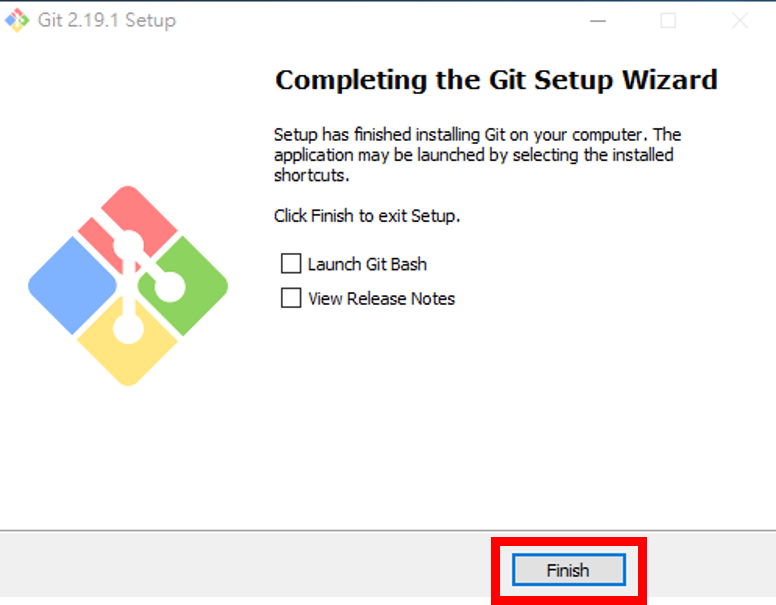 Git 2.19.1 Setup
Completing the Git Setup Wizard
Setup has finished installing Git on your computer. The
application may be launched by selecting the installed
shortcuts.
Click Finish to exit Setup.
Launch Git Bash
View Release Notes
Finish